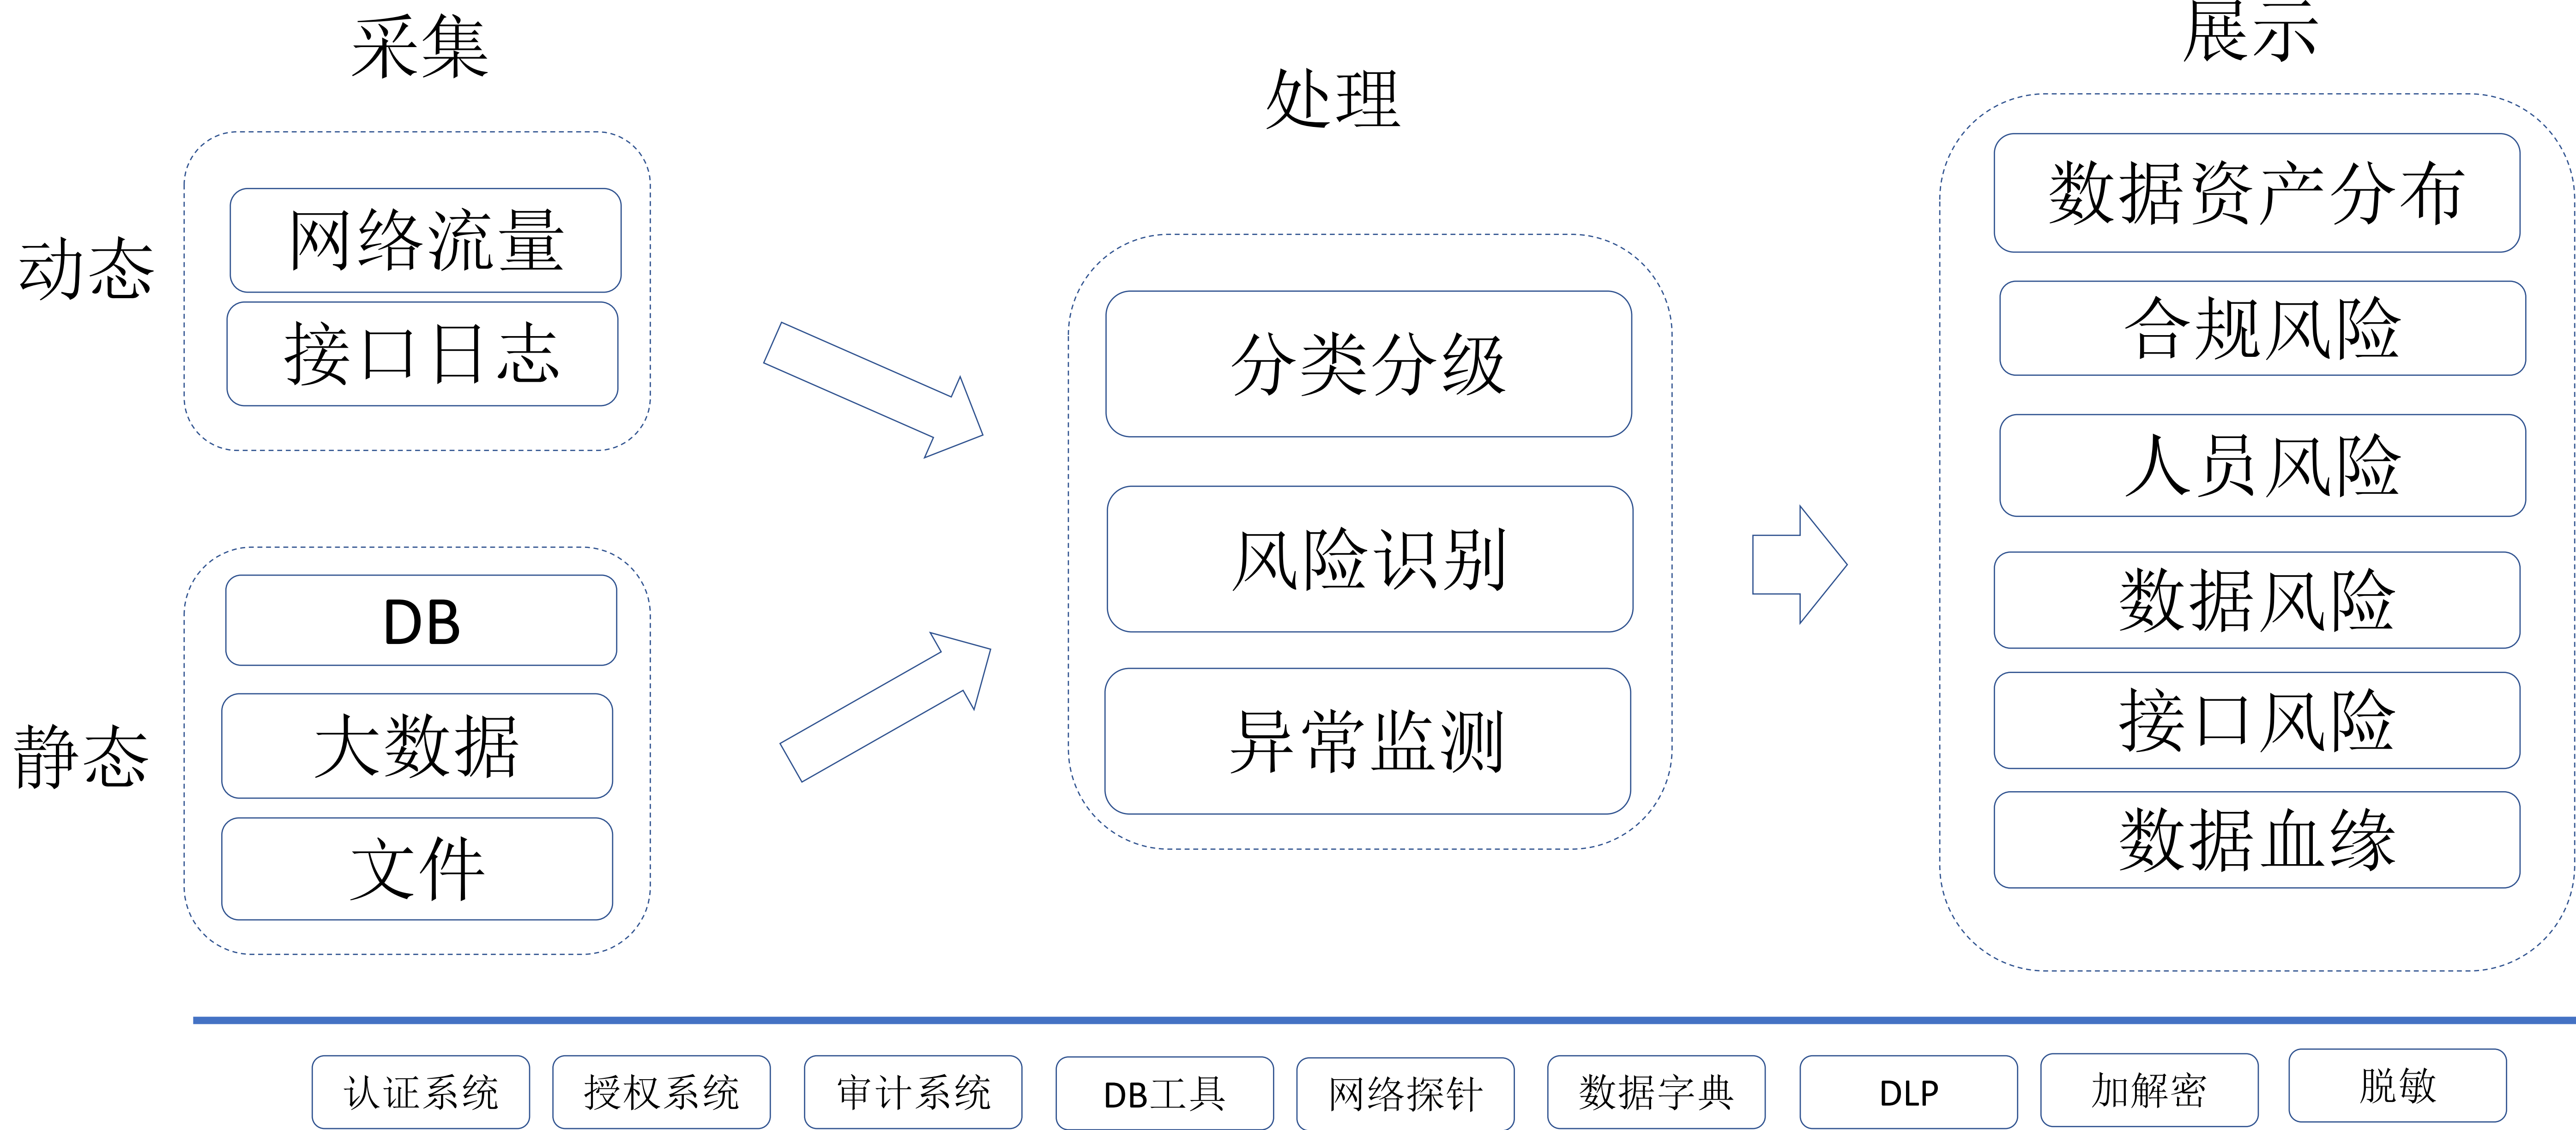 采集
动态
网络流量
接口日志
静态
DB
大数据
文件
处理
分类分级
风险识别
异常监测
展示
数据资产分布
合规风险
人员风险
数据风险
接口风险
数据血缘
认证系统
授权系统
审计系统
DB工具
网络探针
数据字典
DLP
加解密
脱敏